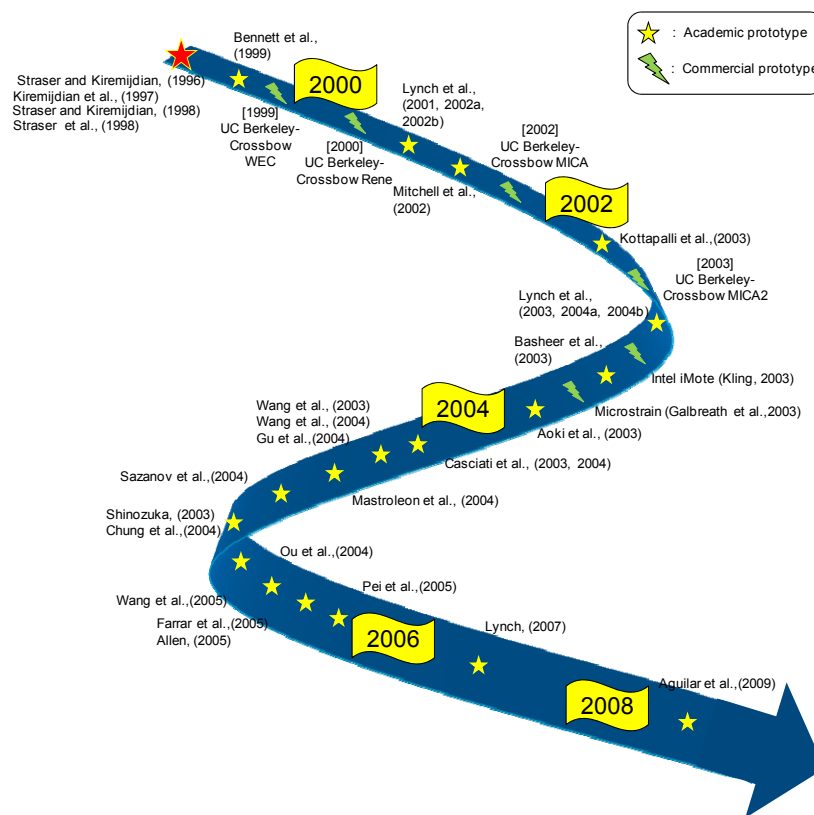 : Academic prototype
: Commercial prototype
Bennett et al.,
(1999)
2000
Straser and Kiremijdian, (1996)
Kiremijdian et al., (1997)
Straser and Kiremijdian, (1998)
Straser et al., (1998)
[1999]
UC Berkeley-
Crossbow
WEC
[2000]
UC Berkeley-
Crossbow Rene
Lynch et al.,
(2001, 2002a,
2002b)
Mitchell et al.,
(2002)
[2002]
UC Berkeley-
Crossbow MICA
2002
Kottapalli et al.,(2003)
[2003]
UC Berkeley-
Crossbow MICA2
Lynch et al.,
(2003, 2004a, 2004b)
Basheer et al.,
(2003)
Intel iMote (Kling, 2003)
Microstrain (Galbreath et al.,2003)
Aoki et al., (2003)
2004
Casciati et al., (2003, 2004)
Wang et al., (2003)
Wang et al., (2004)
Gu et al.,(2004)
Mastroleon et al., (2004)
Sazanov et al.,(2004)
Shinozuka, (2003)
Chung et al.,(2004)
Ou et al.,(2004)
Wang et al.,(2005)
Farrar et al.,(2005)
Allen, (2005)
Pei et al.,(2005)
2006
Lynch, (2007)
2008
Aguilar et al.,(2009)